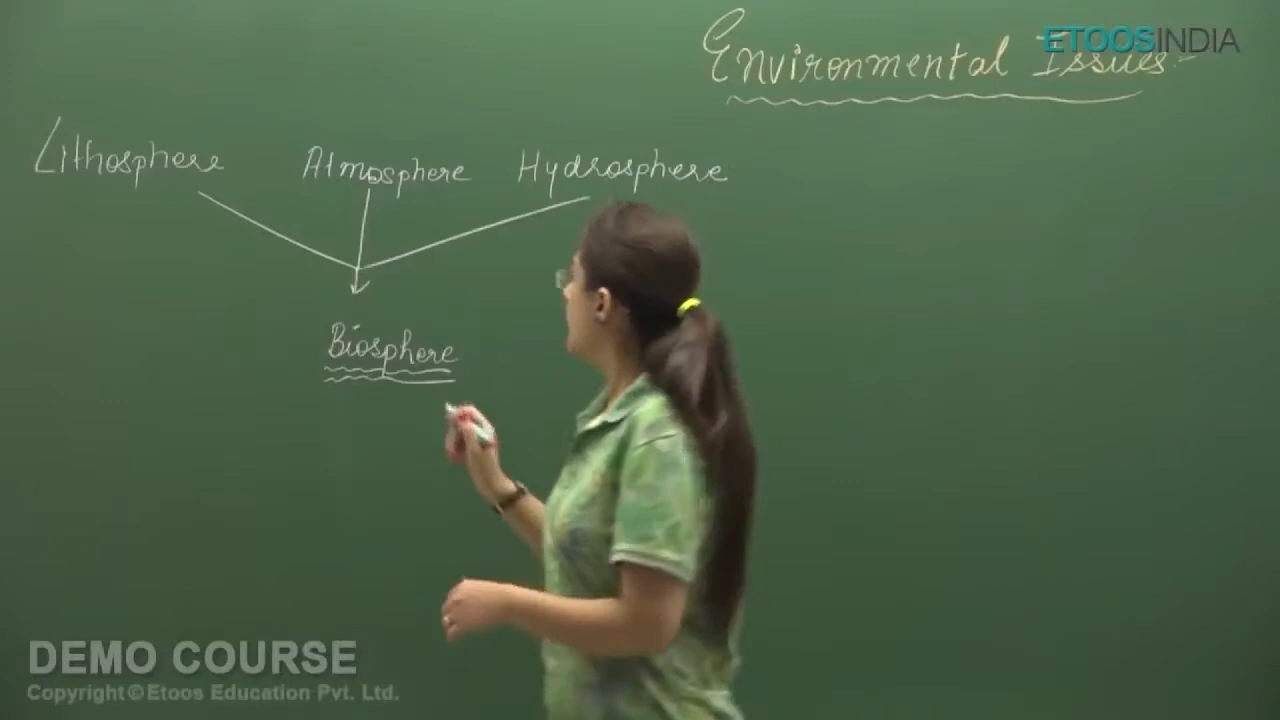 Environmental Issues
ETOOSINDIA
Lithosphere Atmosphere Hydrosphere
Biosphere
DEMO COURSE
Copyright©Etoos Education Pvt. Ltd.